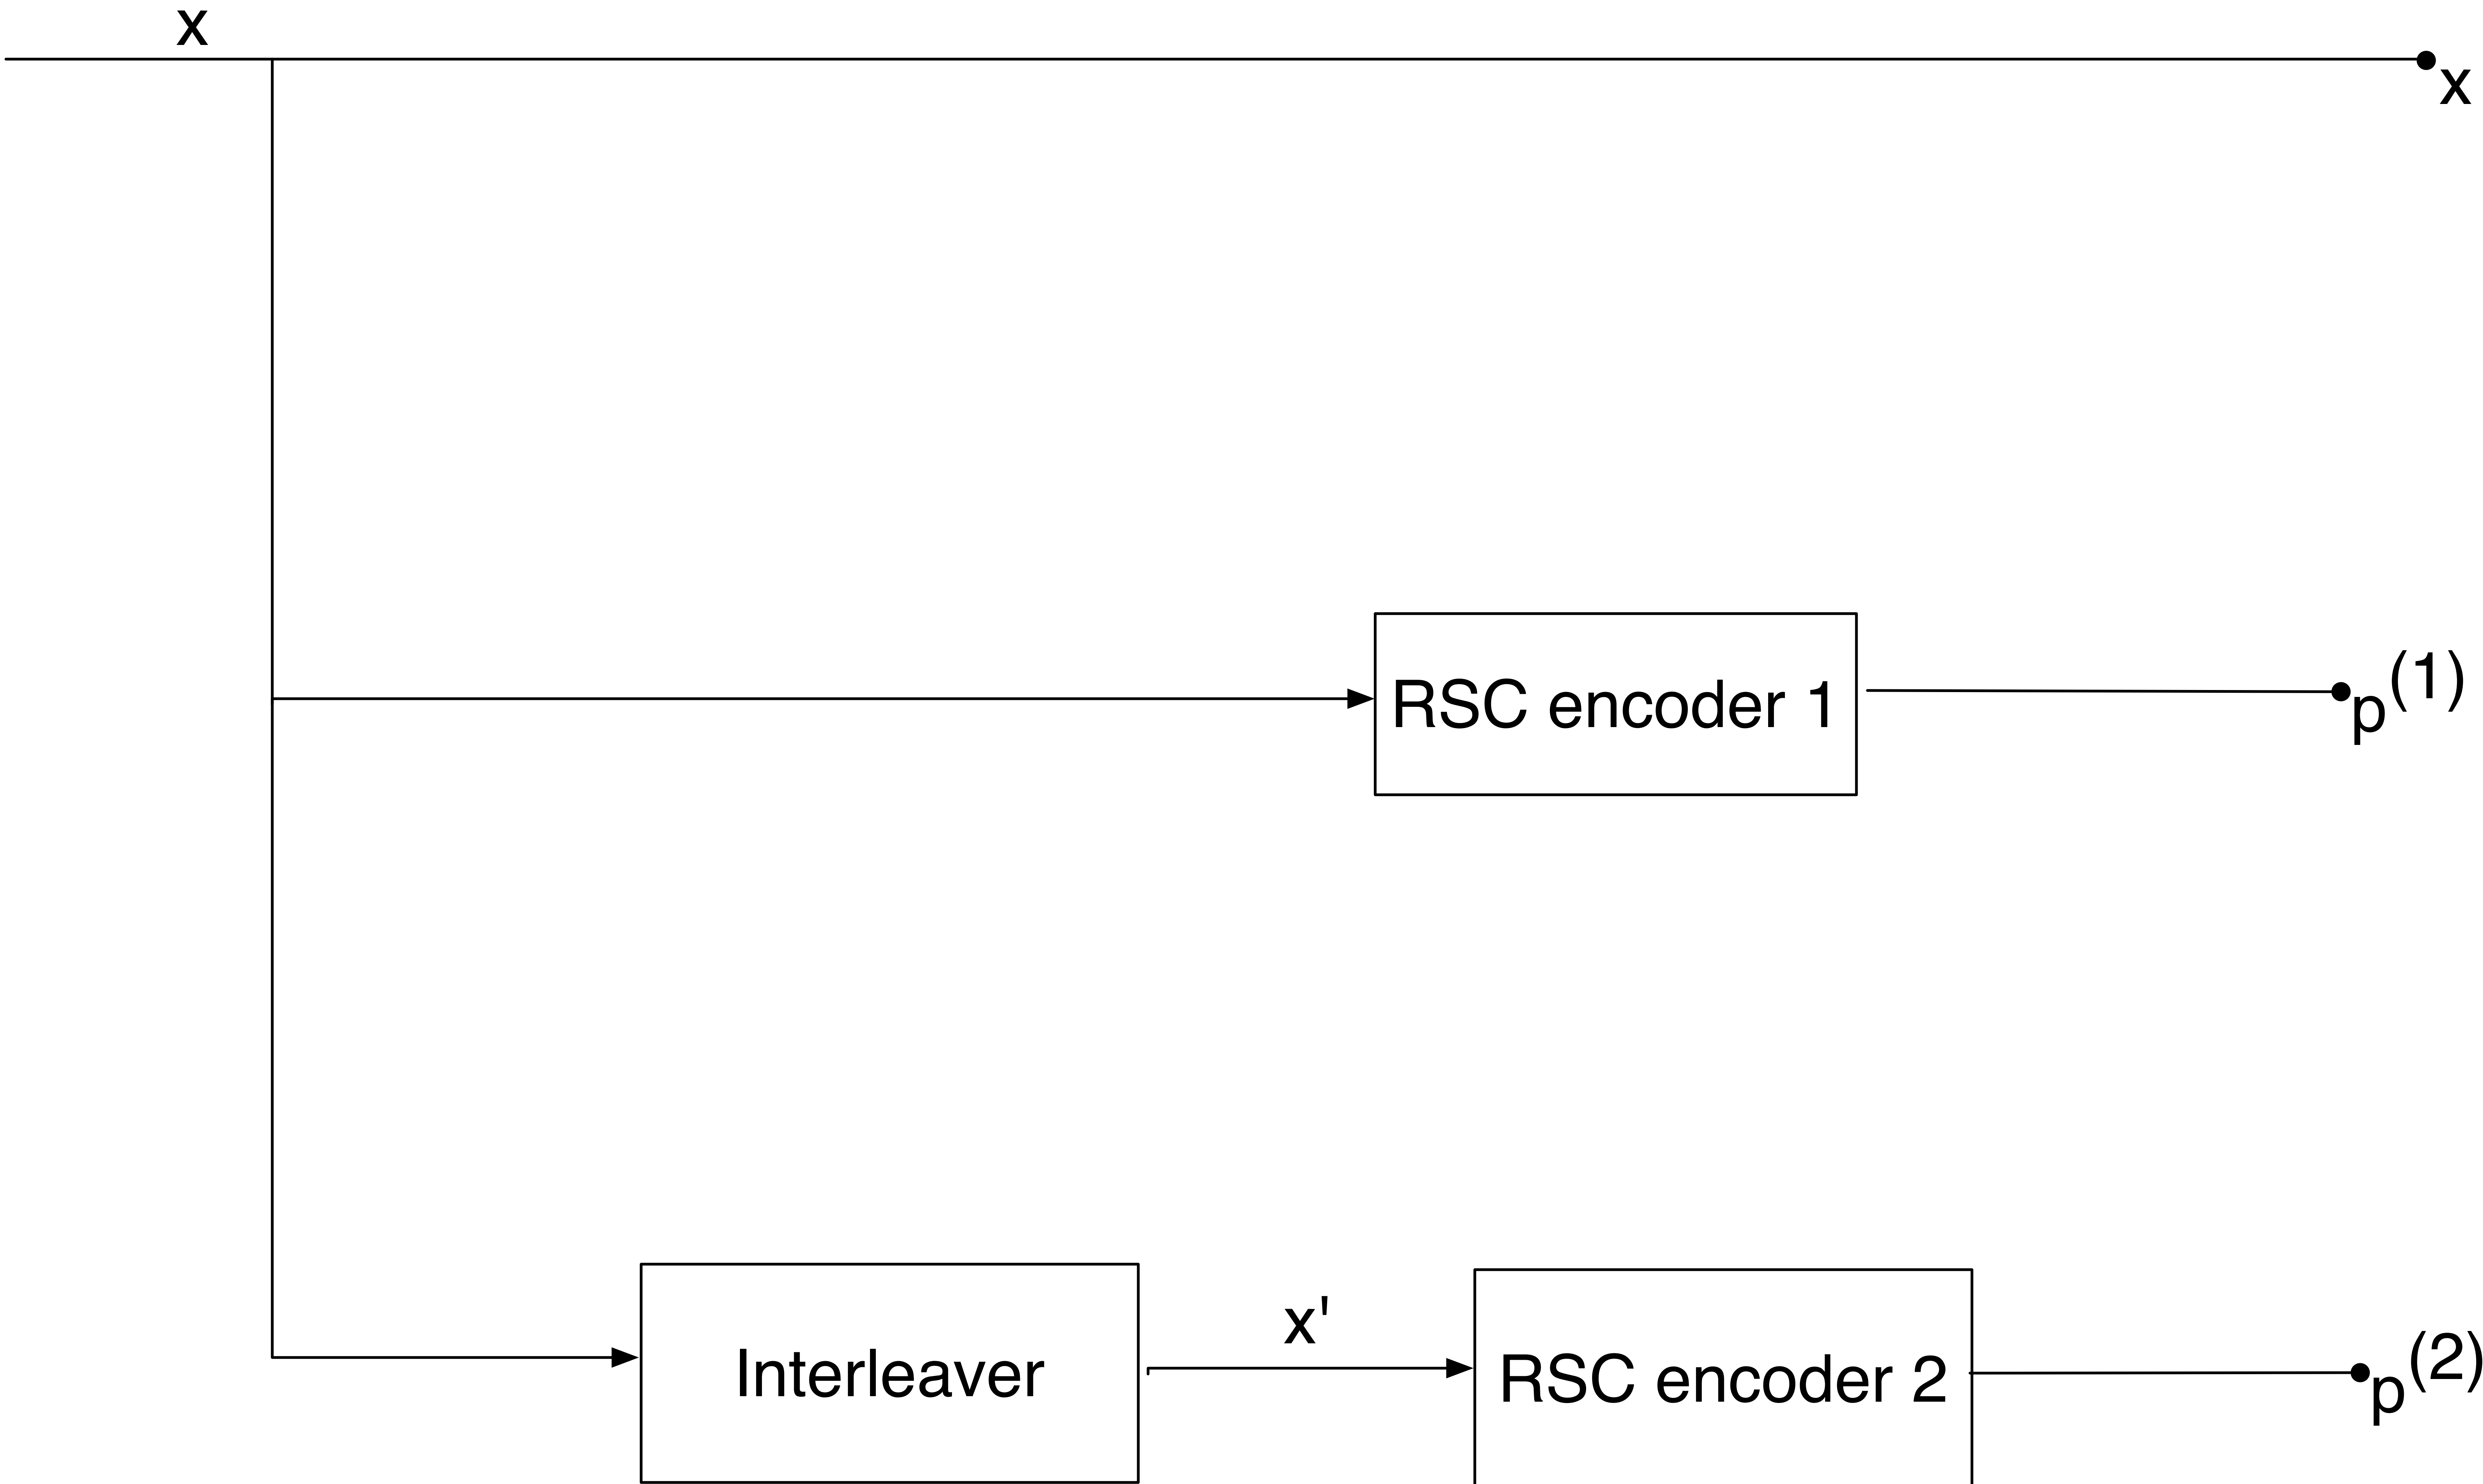 x
x
RSC encoder 1
p(1)
Interleaver
x'
RSC encoder 2
p(2)